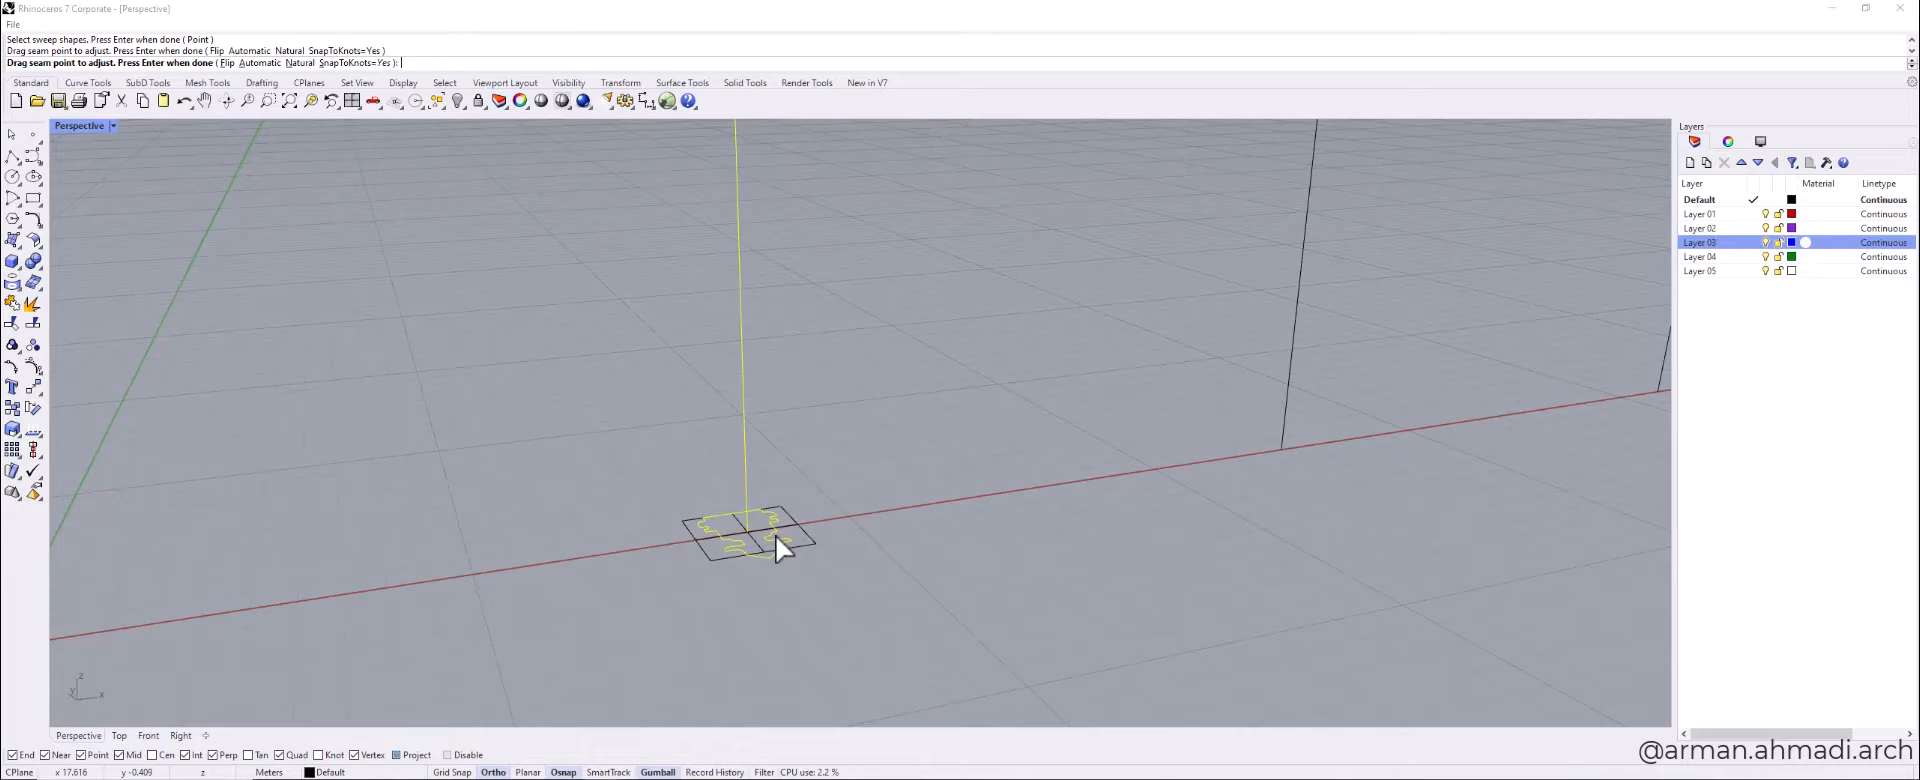 Rhinoceros 7 Corporate - [Perspective]
File
Select sweep shapes. Press Enter when done ( Point )
Drag seam point to adjust. Press Enter when done ( Flip Automatic Natural SnapToKnots=Yes )
Drag seam point to adjust. Press Enter when done ( Flip Automatic Natural SnapToKnots=Yes ):
Standard Curve Tools SubD Tools Mesh Tools Drafting CPlanes Set View Display Select Viewport Layout Visibility Transform Surface Tools Solid Tools Render Tools New in V7
Perspective
Layers
Layer Material Linetype
Default Continuous
Layer 01 Continuous
Layer 02 Continuous
Layer 03 Continuous
Layer 04 Continuous
Layer 05 Continuous
z
y x
Perspective Top Front Right
End Near Point Mid Cen Int Perp Tan Quad Knot Vertex Project Disable
@arman.ahmadi.arch
CPlane x 17.616 y -0.409 z Meters Default Grid Snap Ortho Planar Osnap SmartTrack Gumball Record History Filter CPU use: 2.2 %